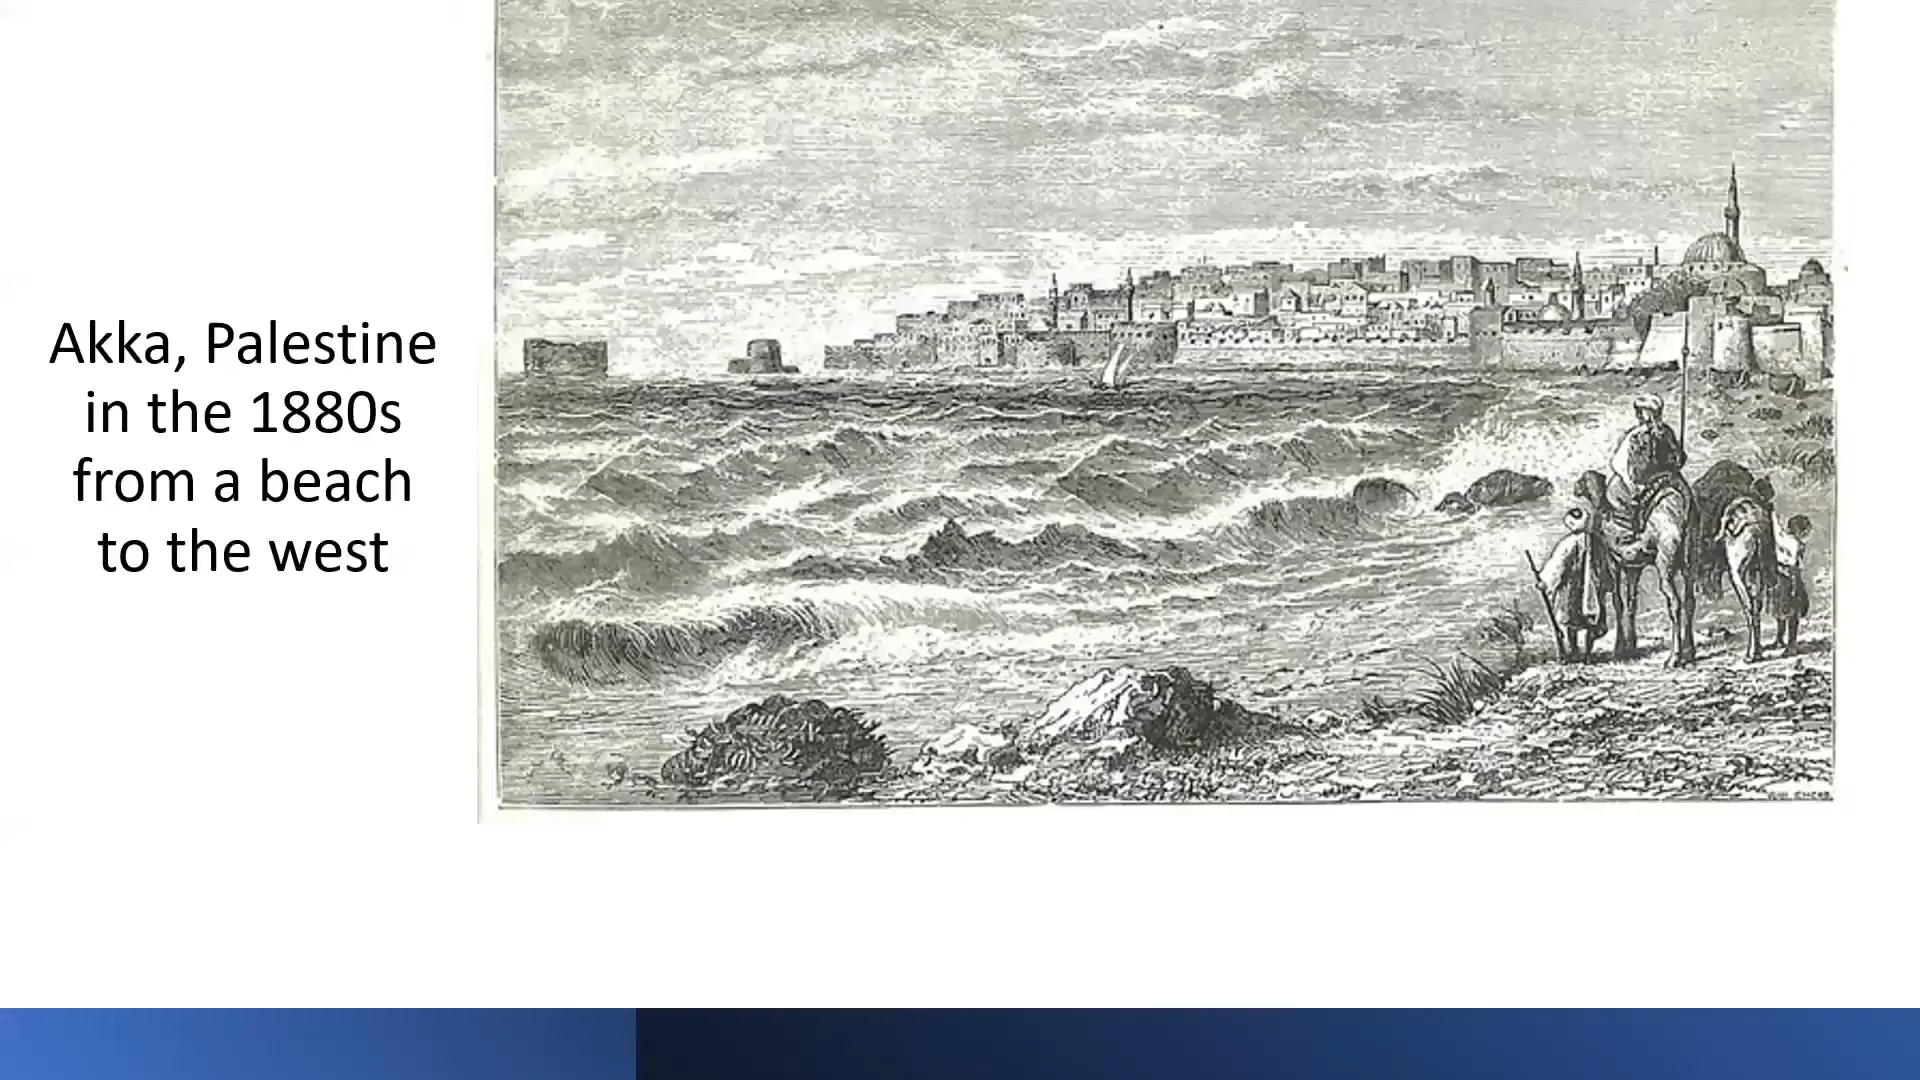 Akka, Palestine
in the 1880s
from a beach
to the west